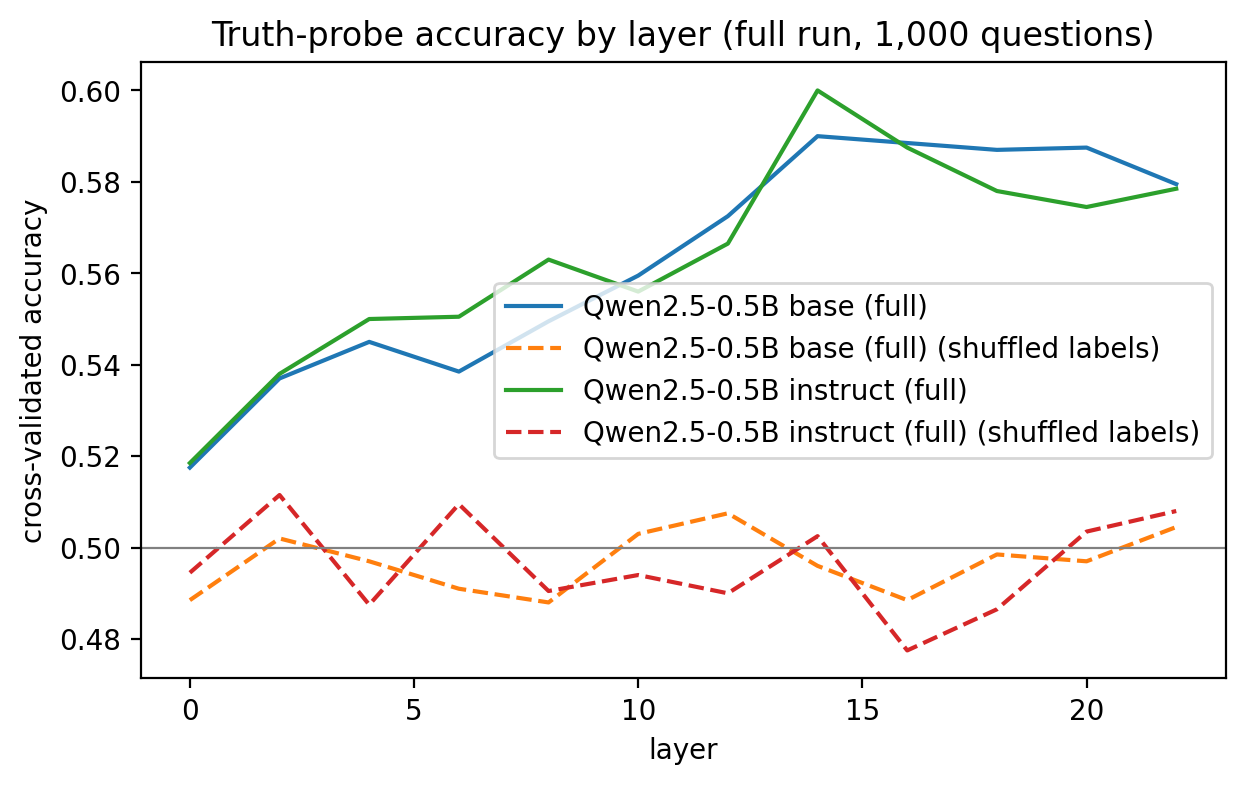 Truth-probe accuracy by layer (full run, 1,000 questions)
cross-validated accuracy
0.60
0.58
0.56
0.54
0.52
0.50
0.48
Qwen2.5-0.5B base (full)
Qwen2.5-0.5B base (full) (shuffled labels)
Qwen2.5-0.5B instruct (full)
Qwen2.5-0.5B instruct (full) (shuffled labels)
0 5 10 15 20
layer